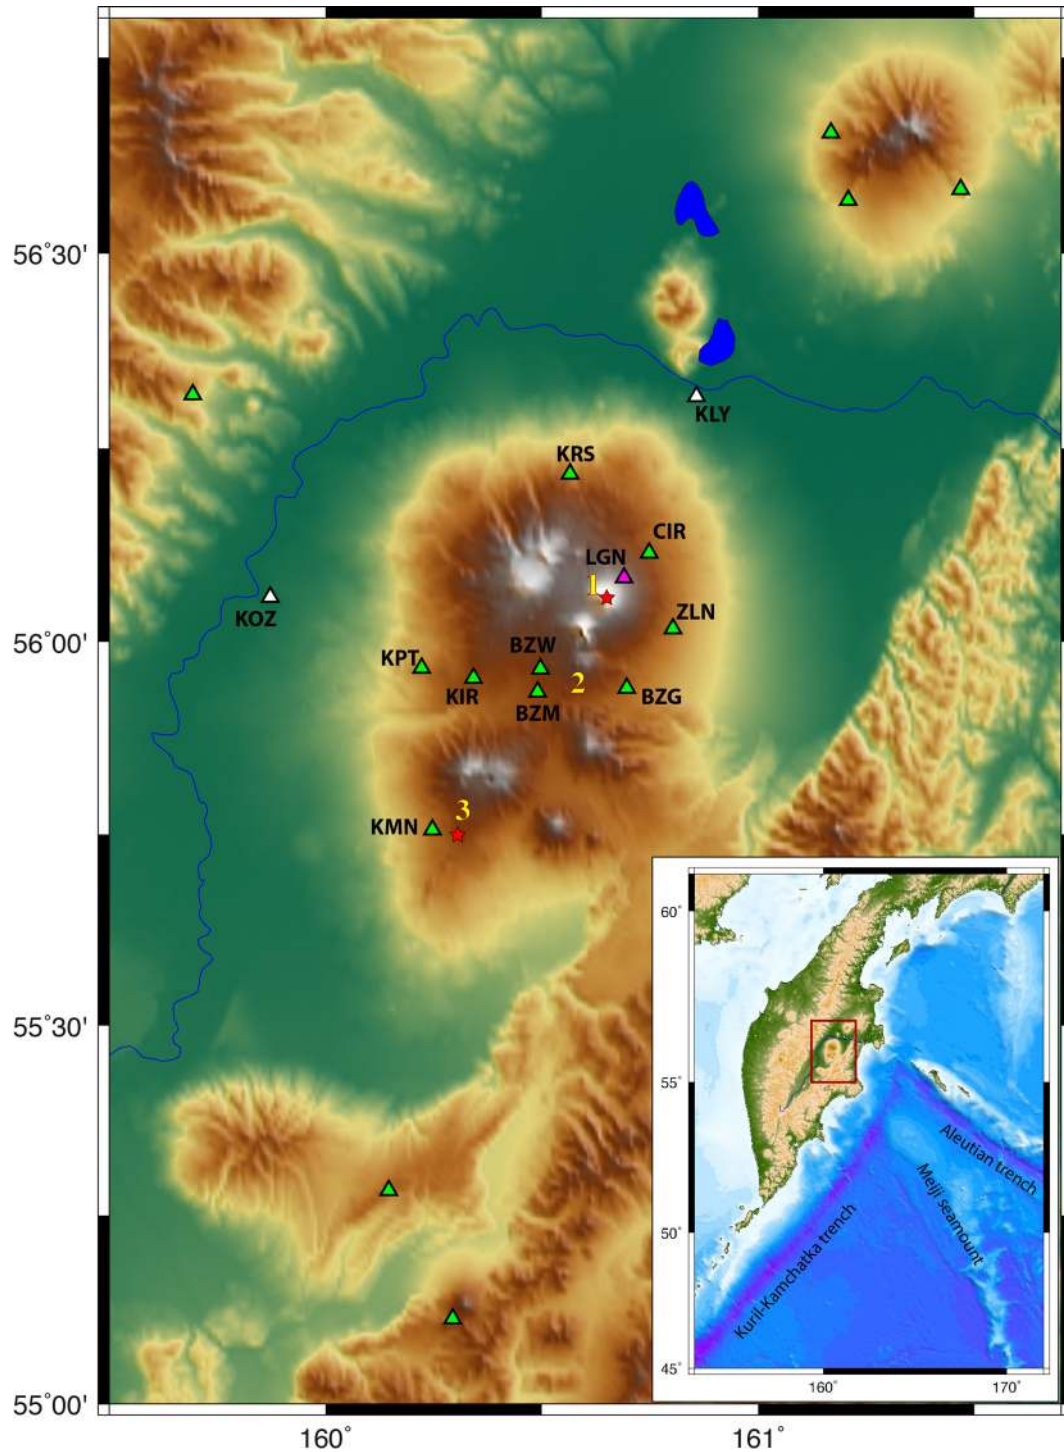 56°30'
KLY
KRS
CIR
LGN
1
KOZ
ZLN
56°00'
BZW
KPT
2
KIR
BZG
BZM
3
KMN
60°
55°30'
55°
Aleutian trench
Meiji seamount
Kuril-Kamchatka trench
50°
45°
55°00'
160°
170°
160°
161°